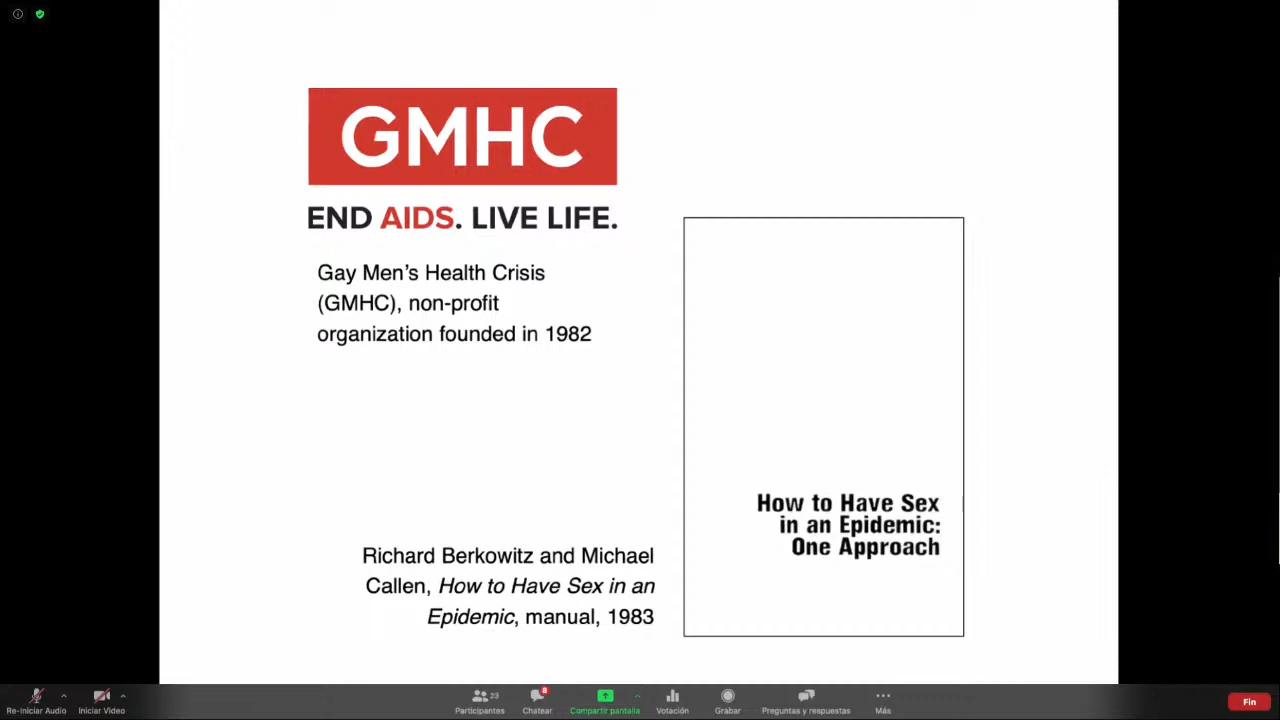 GMHC
END AIDS. LIVE LIFE.
Gay Men’s Health Crisis
(GMHC), non-profit
organization founded in 1982
How to Have Sex
in an Epidemic:
One Approach
Richard Berkowitz and Michael
Callen, How to Have Sex in an
Epidemic, manual, 1983
Re-Iniciar Audio
Iniciar Video
23
Participantes
8
Chatear
Compartir pantalla
Votación
Grabar
Preguntas y respuestas
Más
Fin